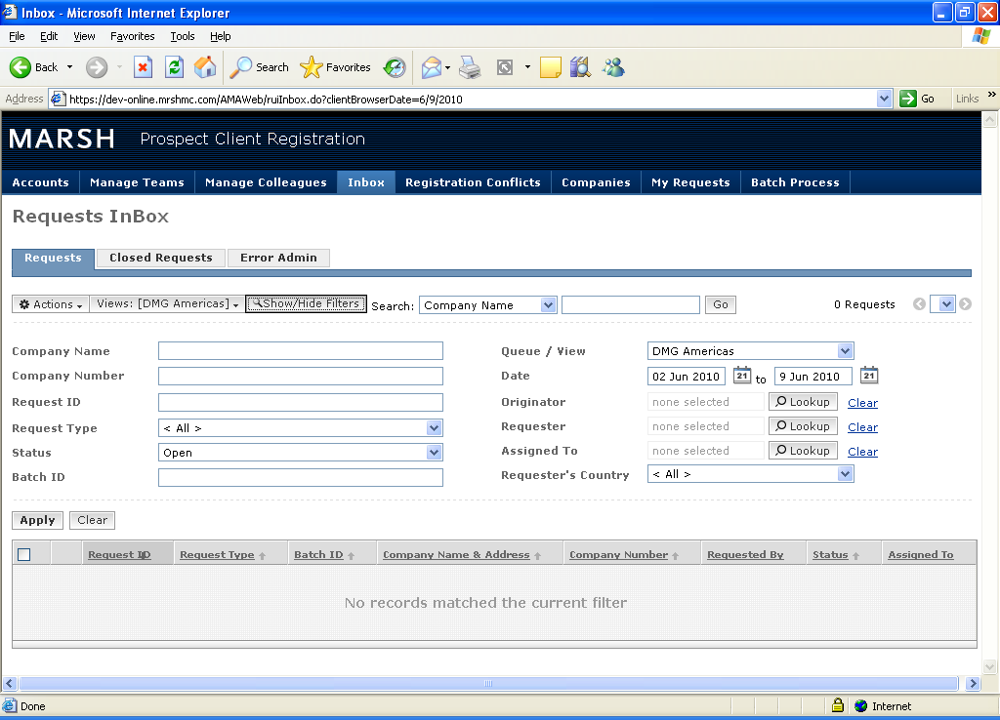 Inbox - Microsoft Internet Explorer
File Edit View Favorites Tools Help
Back Search Favorites
Address https://dev-online.mrshmc.com/AMAWeb/ruiInbox.do?clientBrowserDate=6/9/2010 Go Links »
MARSH Prospect Client Registration
Accounts Manage Teams Manage Colleagues Inbox Registration Conflicts Companies My Requests Batch Process
Requests InBox
Requests Closed Requests Error Admin
Actions Views: [DMG Americas] Show/Hide Filters Search: Company Name Go 0 Requests
Company Name Queue / View DMG Americas
Company Number Date 02 Jun 2010 21 to 9 Jun 2010 21
Request ID Originator none selected Lookup Clear
Request Type < All > Requester none selected Lookup Clear
Status Open Assigned To none selected Lookup Clear
Batch ID Requester's Country < All >
Apply Clear
Request ID Request Type Batch ID Company Name & Address Company Number Requested By Status Assigned To
No records matched the current filter
Done Internet